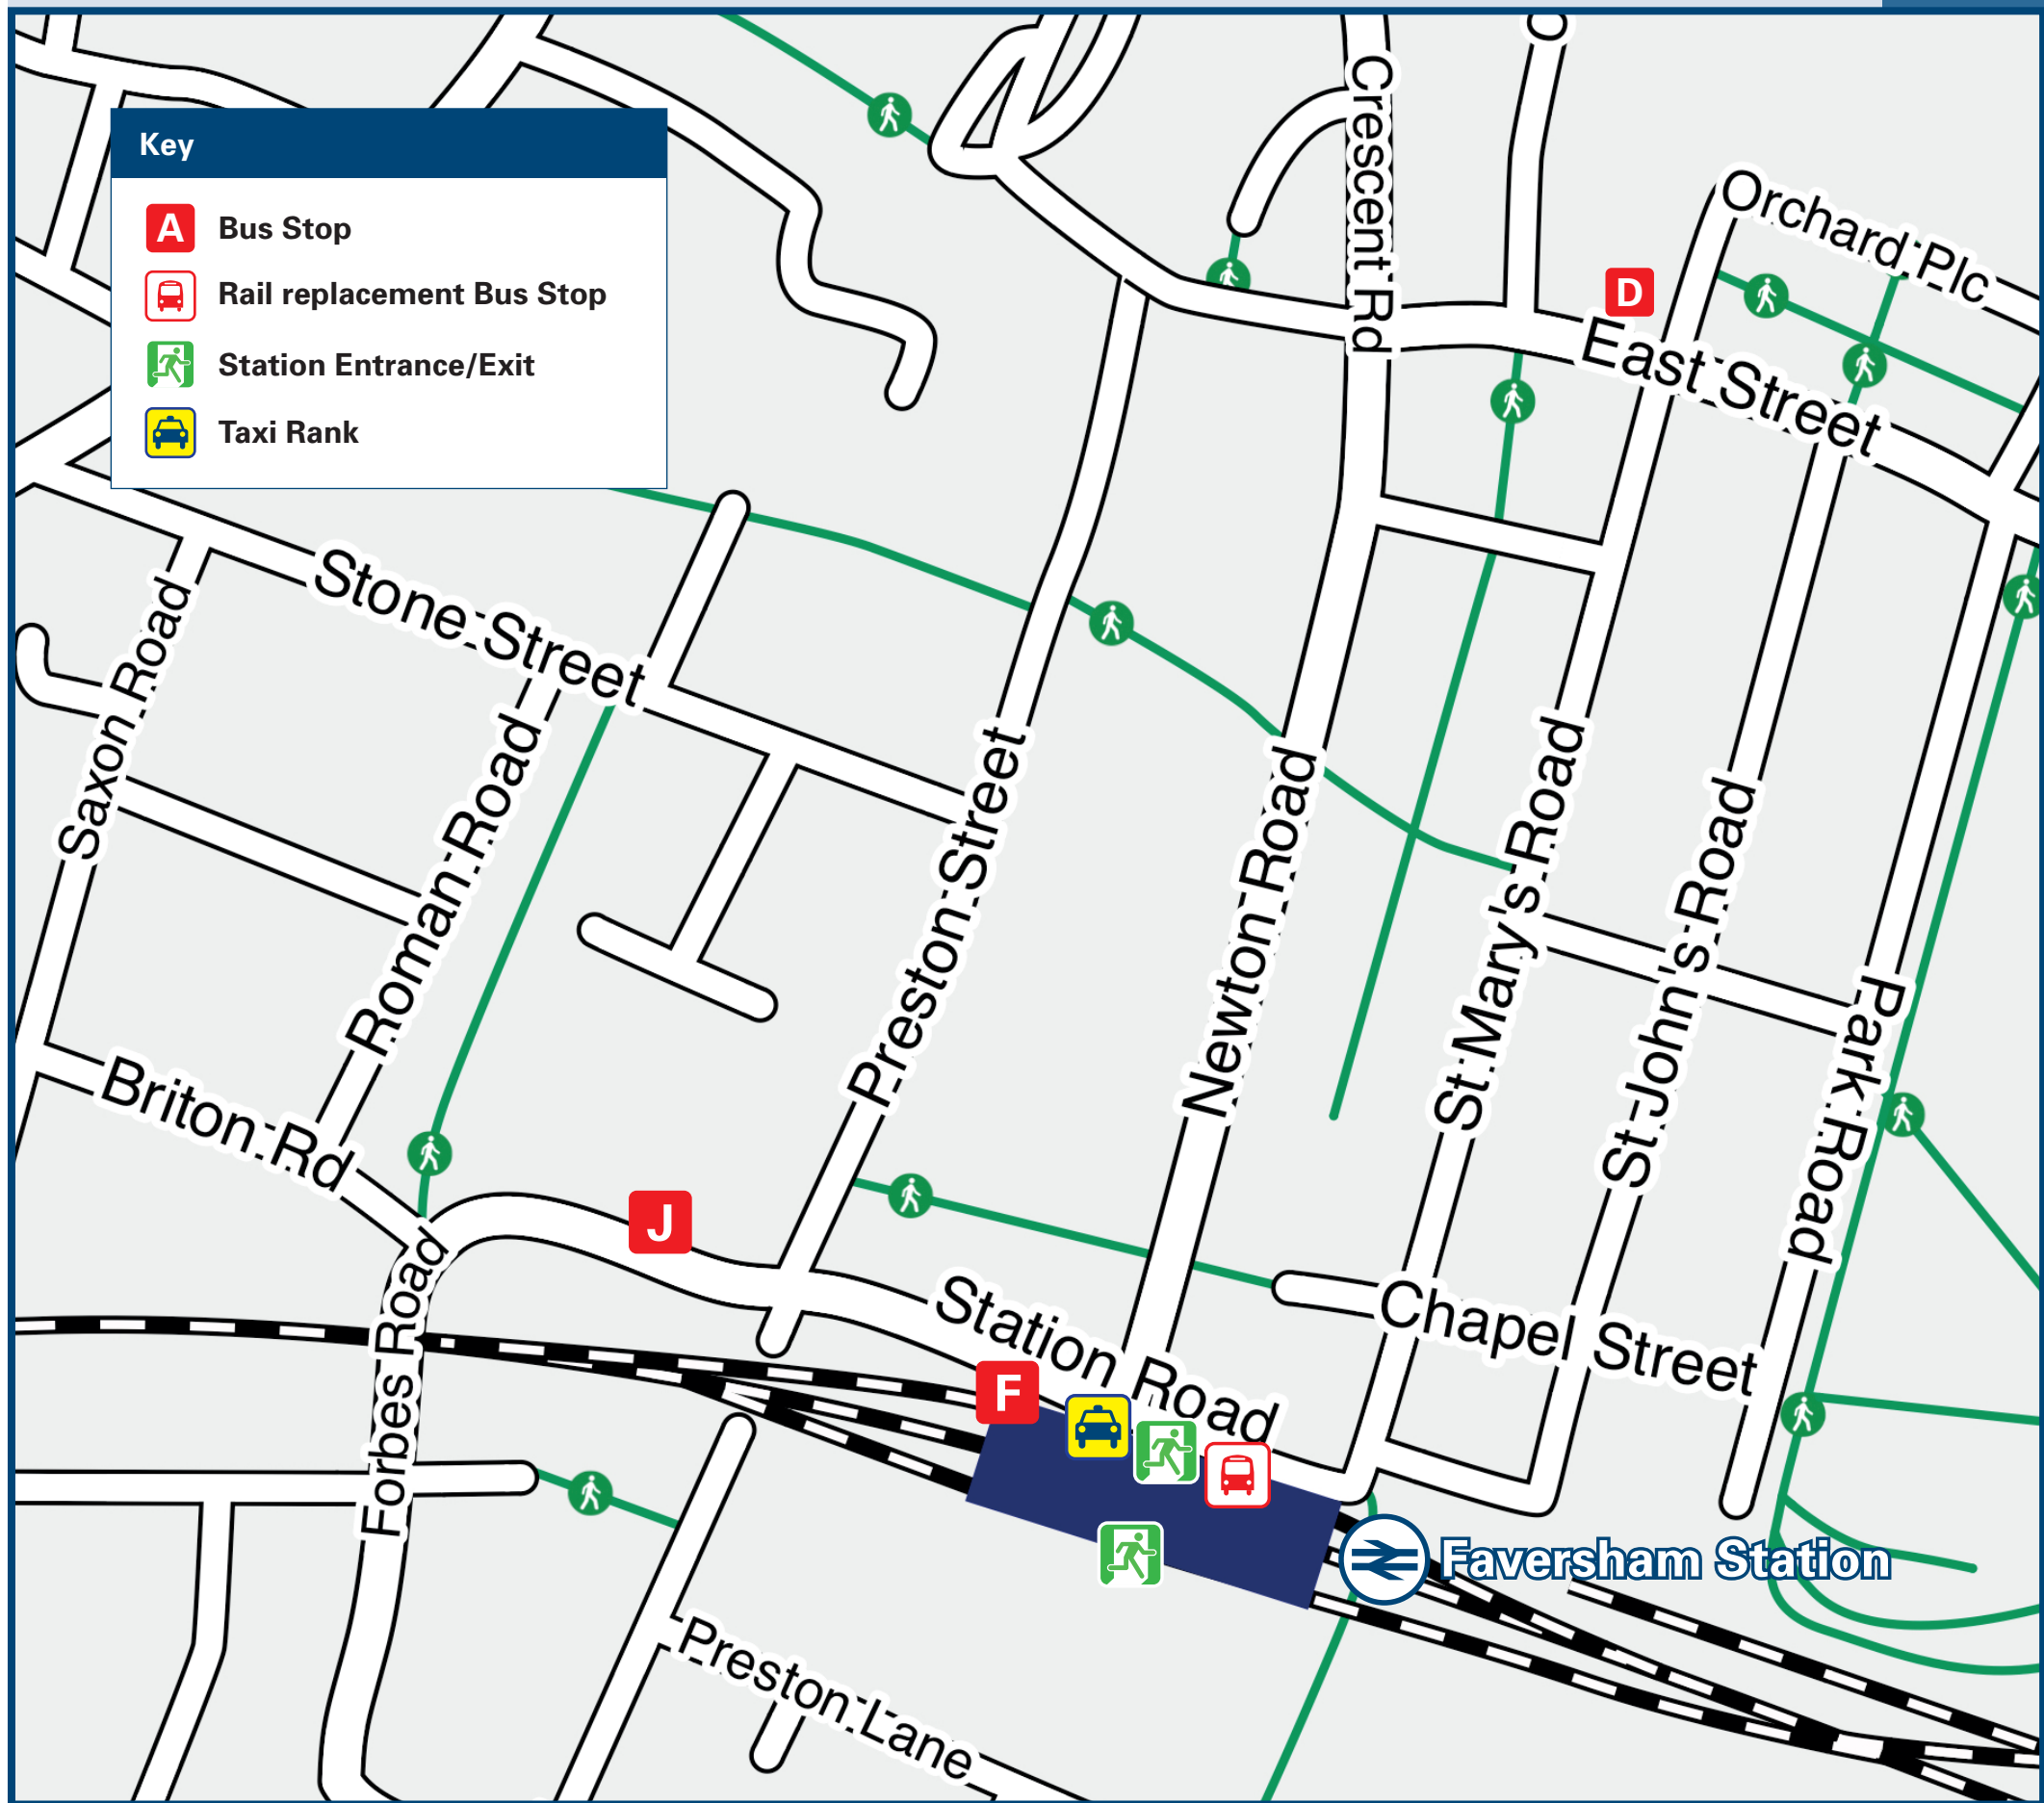 Key
A Bus Stop
Rail replacement Bus Stop
Station Entrance/Exit
Taxi Rank
Crescent Rd
O
Orchard Plc
D
East Street
Stone Street
Saxon Road
Roman Road
Preston Street
Newton Road
St Mary's Road
St John's Road
Park Road
Briton Rd
J
Forbes Road
Station Road
Chapel Street
F
Faversham Station
Preston Lane